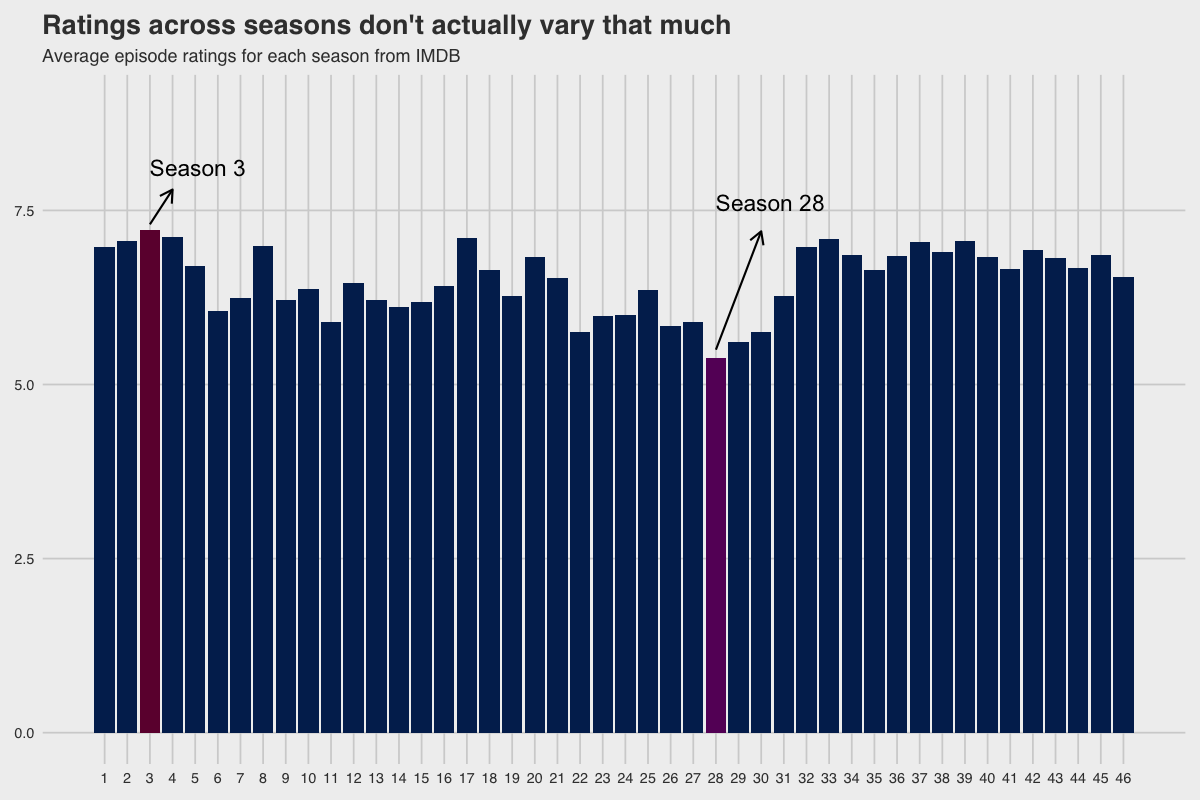 Ratings across seasons don't actually vary that much
Average episode ratings for each season from IMDB
Season 3
Season 28
7.5
5.0
2.5
0.0
1 2 3 4 5 6 7 8 9 10 11 12 13 14 15 16 17 18 19 20 21 22 23 24 25 26 27 28 29 30 31 32 33 34 35 36 37 38 39 40 41 42 43 44 45 46